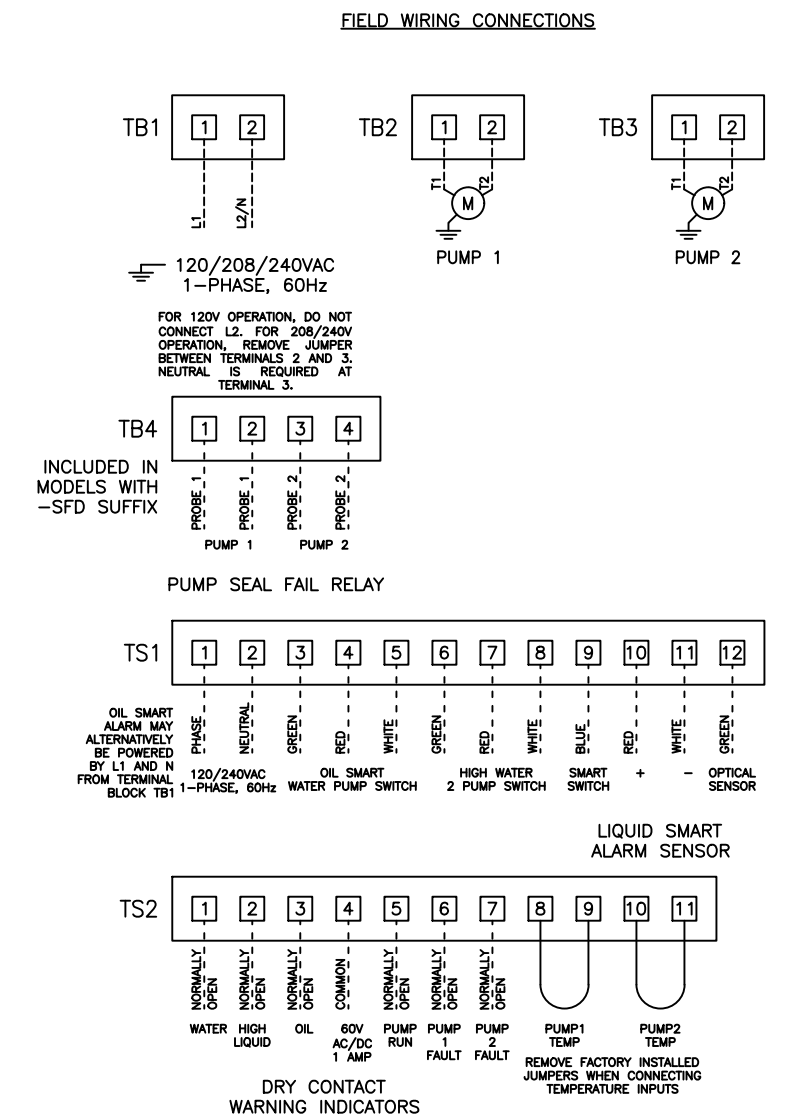 FIELD WIRING CONNECTIONS
TB1 1 2
L1 L2/N
120/208/240VAC
1-PHASE, 60Hz
FOR 120V OPERATION, DO NOT
CONNECT L2. FOR 208/240V
OPERATION, REMOVE JUMPER
BETWEEN TERMINALS 2 AND 3.
NEUTRAL IS REQUIRED AT
TERMINAL 3.
TB2 1 2
T1 T2
M
PUMP 1
TB3 1 2
T1 T2
M
PUMP 2
TB4 1 2 3 4
INCLUDED IN
MODELS WITH
-SFD SUFFIX
PROBE 1 PROBE 1 PROBE 2 PROBE 2
PUMP 1 PUMP 2
PUMP SEAL FAIL RELAY
TS1 1 2 3 4 5 6 7 8 9 10 11 12
OIL SMART
ALARM MAY
ALTERNATIVELY
BE POWERED
BY L1 AND N
FROM TERMINAL
BLOCK TB1
PHASE NEUTRAL GREEN RED WHITE GREEN RED WHITE BLUE RED WHITE GREEN
120/240VAC
1-PHASE, 60Hz
OIL SMART
WATER PUMP SWITCH
HIGH WATER
2 PUMP SWITCH
SMART
SWITCH
+ -
OPTICAL
SENSOR
LIQUID SMART
ALARM SENSOR
TS2 1 2 3 4 5 6 7 8 9 10 11
NORMALLY
OPEN
NORMALLY
OPEN
NORMALLY
OPEN
COMMON
NORMALLY
OPEN
NORMALLY
OPEN
NORMALLY
OPEN
WATER
HIGH
LIQUID
OIL
60V
AC/DC
1 AMP
PUMP
RUN
PUMP
1
FAULT
PUMP
2
FAULT
PUMP1
TEMP
PUMP2
TEMP
REMOVE FACTORY INSTALLED
JUMPERS WHEN CONNECTING
TEMPERATURE INPUTS
DRY CONTACT
WARNING INDICATORS